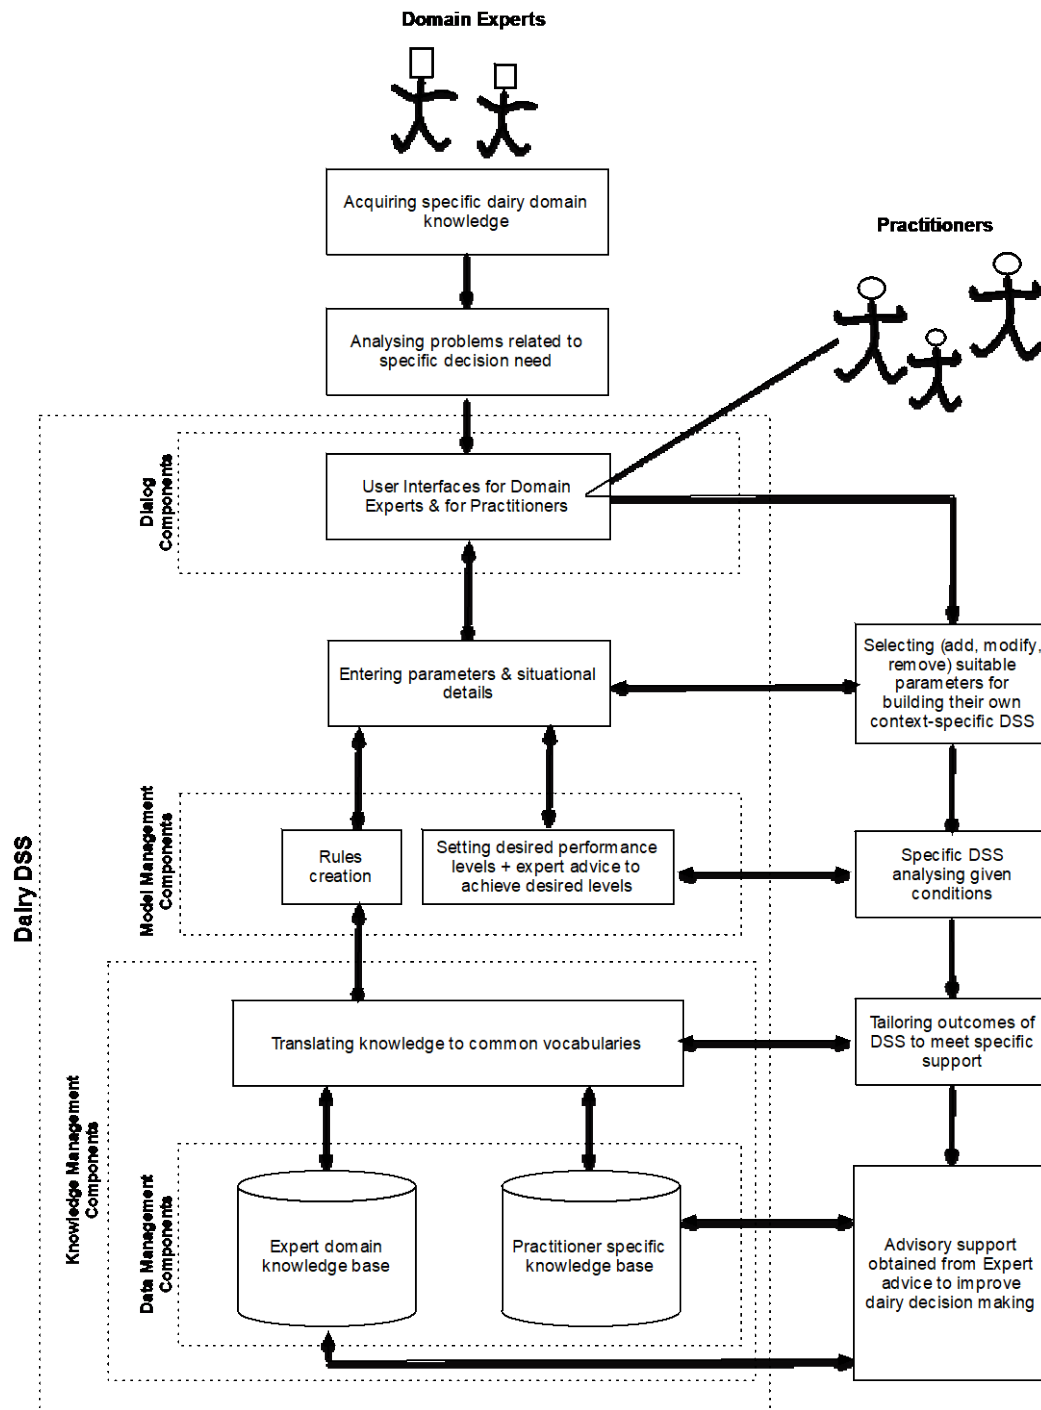 Domain Experts
Acquiring specific dairy domain
knowledge
Practitioners
Analysing problems related to
specific decision need
Dialog
Components
User Interfaces for Domain
Experts & for Practitioners
Entering parameters & situational
details
Selecting (add, modify,
remove) suitable
parameters for
building their own
context-specific DSS
Dairy DSS
Model Management
Components
Rules
creation
Setting desired performance
levels + expert advice to
achieve desired levels
Specific DSS
analysing given
conditions
Knowledge Management
Components
Translating knowledge to common vocabularies
Tailoring outcomes of
DSS to meet specific
support
Data Management
Components
Expert domain
knowledge base
Practitioner specific
knowledge base
Advisory support
obtained from Expert
advice to improve
dairy decision making